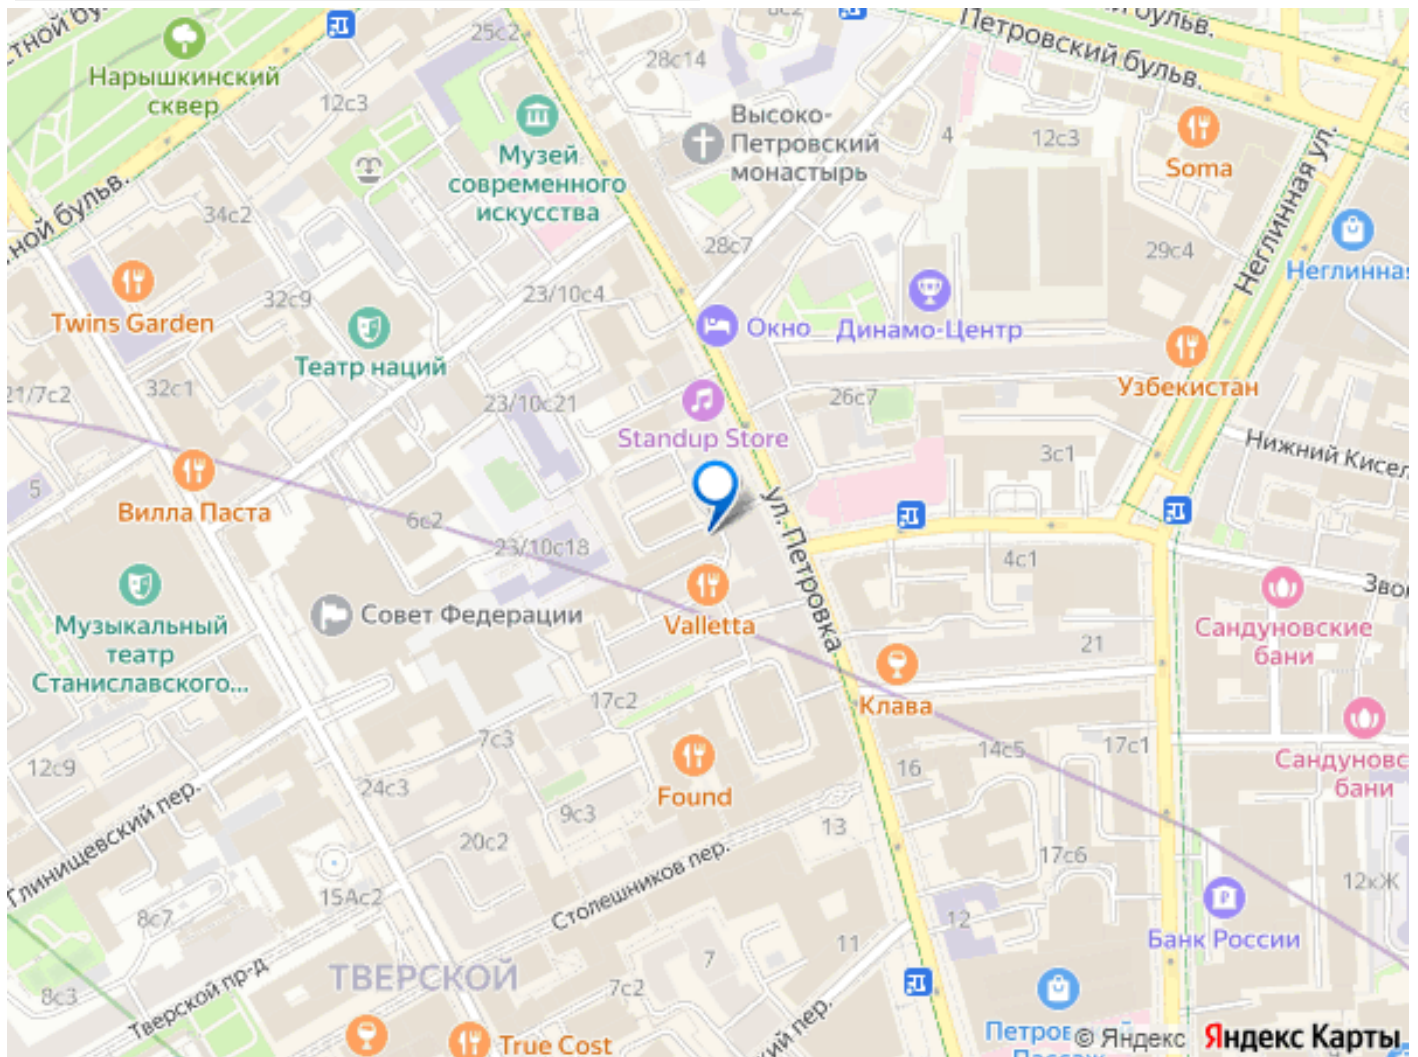 25с2
28с14
Петровский бульв.
Нарышкинский
сквер
12с3
Музей
современного
искусства
Высоко-
Петровский
монастырь
4
12с3
Soma
Неглинная ул.
34с2
28с7
29с4
Неглинная
Twins Garden
32с9
23/10с4
Театр наций
Окно
Динамо-Центр
Узбекистан
21/7с2
32с1
23/10с21
Standup Store
26с7
3с1
Нижний Кисел
5
Вилла Паста
6с2
23/10с18
ул. Петровка
4с1
Звон
Музыкальный
театр
Станиславского...
Совет Федерации
Valletta
Сандуновские
бани
21
Клава
17с2
7с3
14с5
17с1
16
Сандуновс
бани
12с9
24с3
Found
9с3
13
20с2
17с6
Глинищевский пер.
15Ас2
Столешников пер.
12кЖ
8с7
12
11
Банк России
7
ТВЕРСКОЙ
7с2
8с3
Тверской пр-д
True Cost
кий пер.
© Яндекс
Яндекс Карты